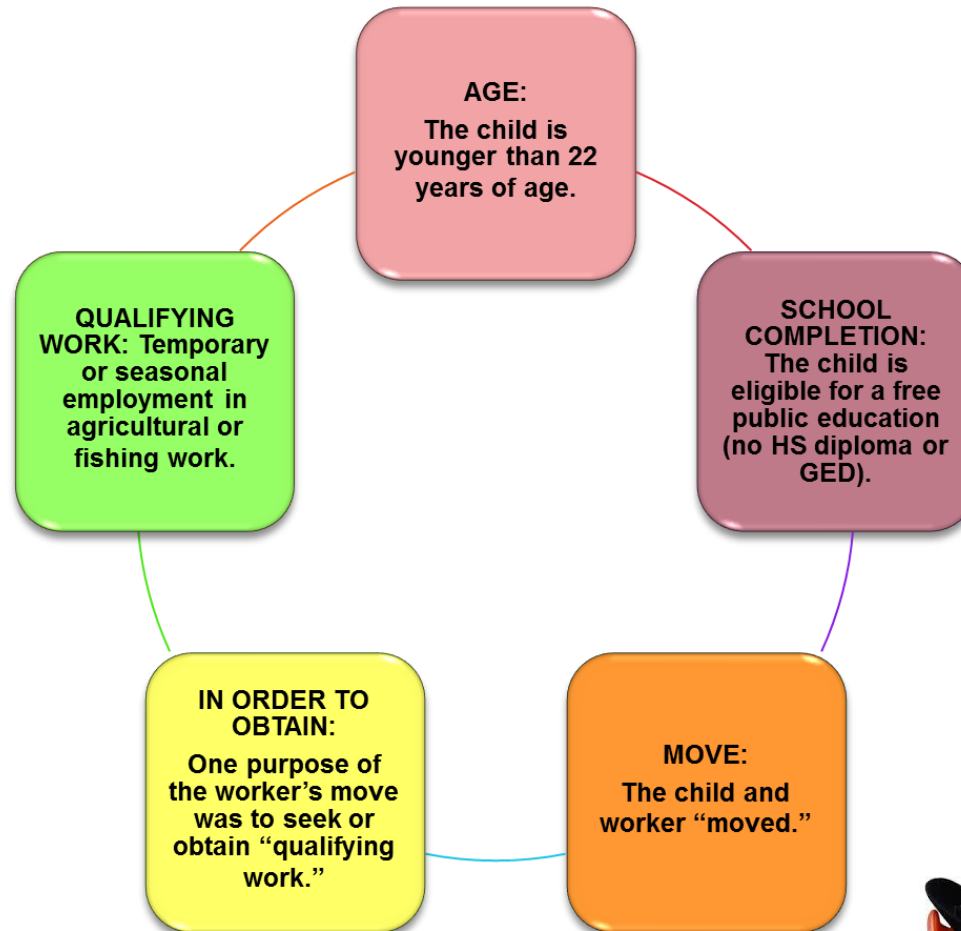 AGE:
The child is
younger than 22
years of age.
SCHOOL
COMPLETION:
The child is
eligible for a free
public education
(no HS diploma or
GED).
MOVE:
The child and
worker “moved.”
IN ORDER TO
OBTAIN:
One purpose of
the worker’s move
was to seek or
obtain “qualifying
work.”
QUALIFYING
WORK: Temporary
or seasonal
employment in
agricultural or
fishing work.